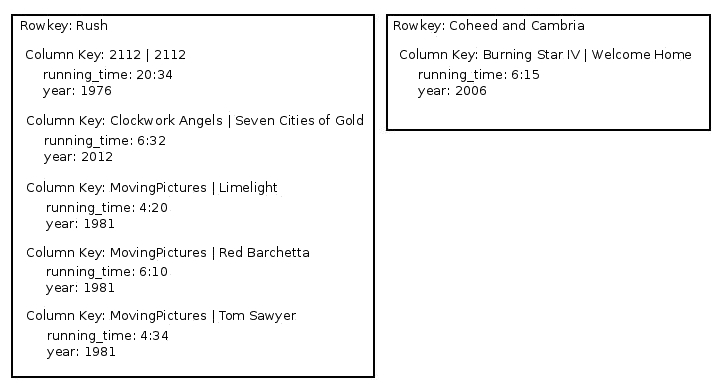 Rowkey: Rush
Column Key: 2112 | 2112
running_time: 20:34
year: 1976
Column Key: Clockwork Angels | Seven Cities of Gold
running_time: 6:32
year: 2012
Column Key: MovingPictures | Limelight
running_time: 4:20
year: 1981
Column Key: MovingPictures | Red Barchetta
running_time: 6:10
year: 1981
Column Key: MovingPictures | Tom Sawyer
running_time: 4:34
year: 1981
Rowkey: Coheed and Cambria
Column Key: Burning Star IV | Welcome Home
running_time: 6:15
year: 2006